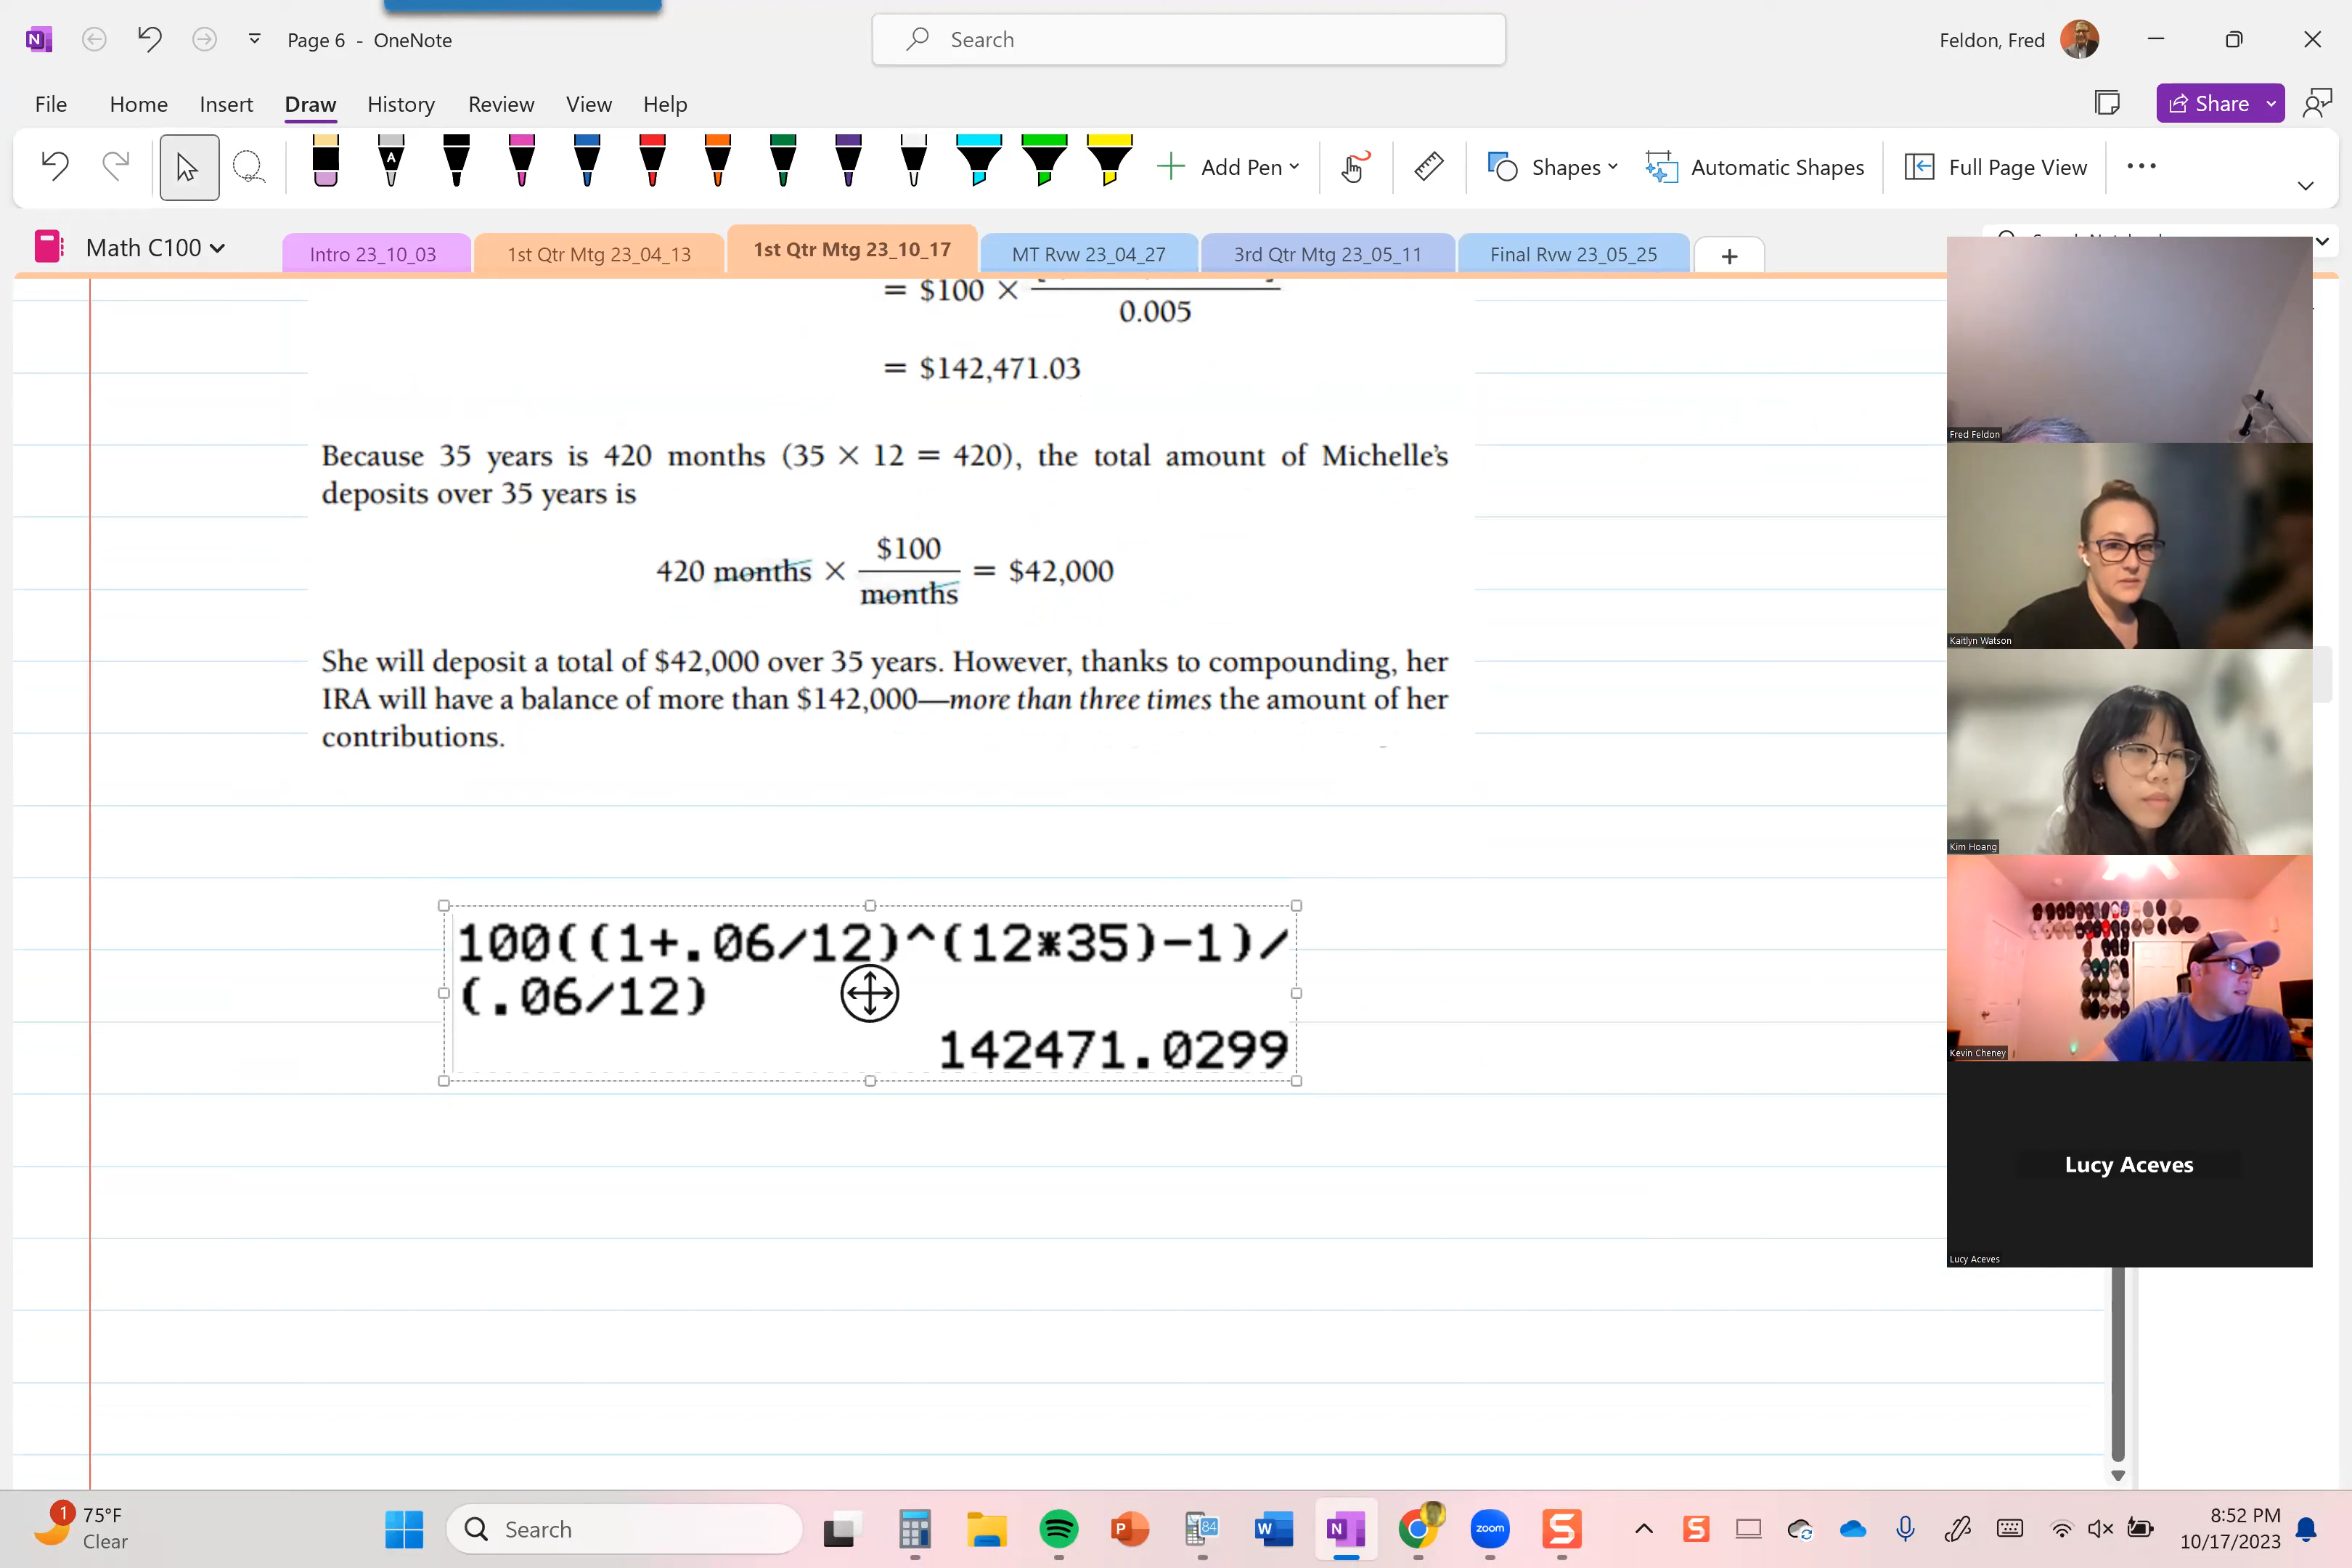 Page 6 - OneNote
Search
Feldon, Fred
File Home Insert Draw History Review View Help
Share
A
Add Pen
Shapes
Automatic Shapes
Full Page View
Math C100
Intro 23_10_03
1st Qtr Mtg 23_04_13
1st Qtr Mtg 23_10_17
MT Rvw 23_04_27
3rd Qtr Mtg 23_05_11
Final Rvw 23_05_25
= $100 ×
0.005
= $142,471.03
Because 35 years is 420 months (35 × 12 = 420), the total amount of Michelle's
deposits over 35 years is
420 months × $100 / months = $42,000
She will deposit a total of $42,000 over 35 years. However, thanks to compounding, her
IRA will have a balance of more than $142,000—more than three times the amount of her
contributions.
100((1+.06/12)^(12*35)-1)/
(.06/12)
142471.0299
Fred Feldon
Kaitlyn Watson
Kim Hoang
Kevin Cheney
Lucy Aceves
Lucy Aceves
1
75°F
Clear
Search
84
zoom
8:52 PM
10/17/2023